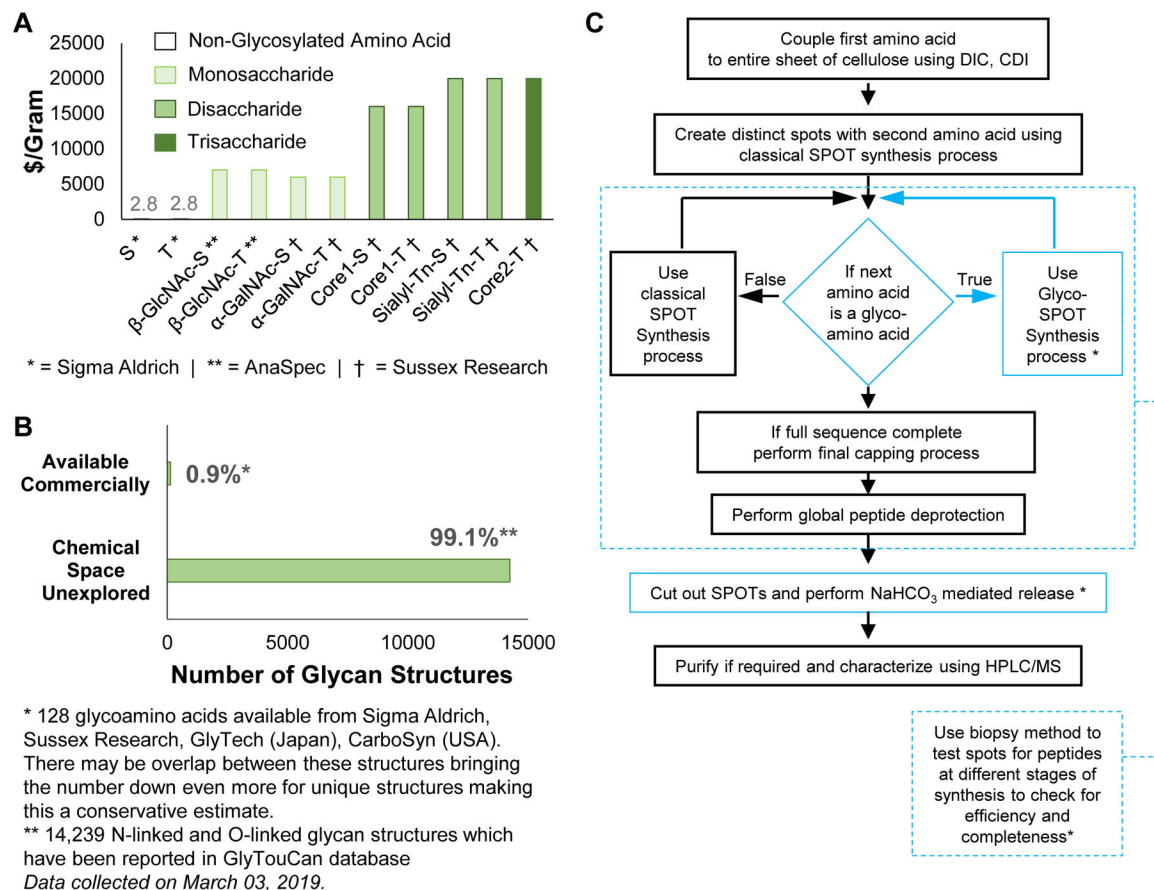 A
25000
20000
15000
10000
5000
0
$/Gram
Non-Glycosylated Amino Acid
Monosaccharide
Disaccharide
Trisaccharide
2.8
2.8
S *
T *
β-GlcNAc-S **
β-GlcNAc-T **
α-GalNAc-S †
α-GalNAc-T †
Core1-S †
Core1-T †
Sialyl-Tn-S †
Sialyl-Tn-T †
Core2-T †
* = Sigma Aldrich | ** = AnaSpec | † = Sussex Research
B
Available
Commercially
0.9%*
Chemical
Space
Unexplored
99.1%**
0
5000
10000
15000
Number of Glycan Structures
* 128 glycoamino acids available from Sigma Aldrich,
Sussex Research, GlyTech (Japan), CarboSyn (USA).
There may be overlap between these structures bringing
the number down even more for unique structures making
this a conservative estimate.
** 14,239 N-linked and O-linked glycan structures which
have been reported in GlyTouCan database
Data collected on March 03, 2019.
C
Couple first amino acid
to entire sheet of cellulose using DIC, CDI
Create distinct spots with second amino acid using
classical SPOT synthesis process
Use
classical
SPOT
Synthesis
process
False
If next
amino acid
is a glyco-
amino acid
True
Use
Glyco-
SPOT
Synthesis
process *
If full sequence complete
perform final capping process
Perform global peptide deprotection
Cut out SPOTs and perform NaHCO₃ mediated release *
Purify if required and characterize using HPLC/MS
Use biopsy method to
test spots for peptides
at different stages of
synthesis to check for
efficiency and
completeness*